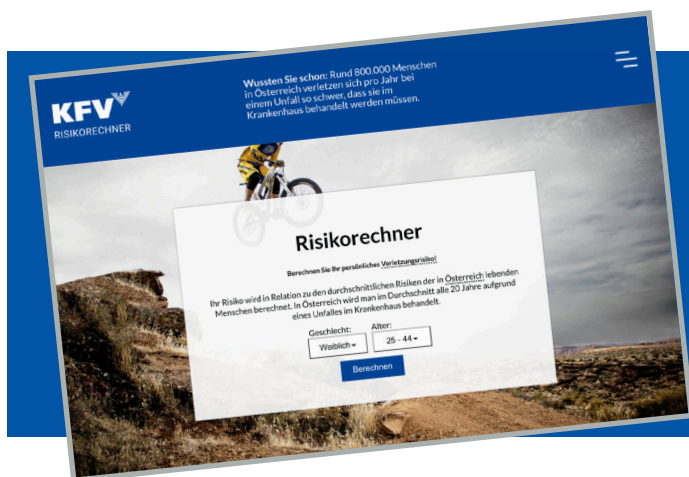 KFV
RISIKORECHNER
Wussten Sie schon: Rund 800.000 Menschen
in Österreich verletzen sich pro Jahr bei
einem Unfall so schwer, dass sie im
Krankenhaus behandelt werden müssen.
Risikorechner
Berechnen Sie Ihr persönliches Verletzungsrisiko!
Ihr Risiko wird in Relation zu den durchschnittlichen Risiken der in Österreich lebenden
Menschen berechnet. In Österreich wird man im Durchschnitt alle 20 Jahre aufgrund
eines Unfalles im Krankenhaus behandelt.
Geschlecht: Alter:
Weiblich 25 - 44
Berechnen